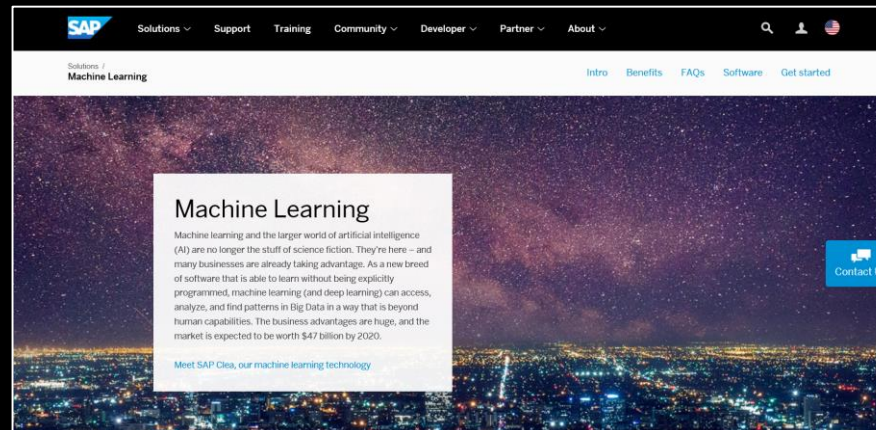 SAP
Solutions Support Training Community Developer Partner About
Solutions /
Machine Learning
Intro Benefits FAQs Software Get started
Machine Learning
Machine learning and the larger world of artificial intelligence
(AI) are no longer the stuff of science fiction. They're here – and
many businesses are already taking advantage. As a new breed
of software that is able to learn without being explicitly
programmed, machine learning (and deep learning) can access,
analyze, and find patterns in Big Data in a way that is beyond
human capabilities. The business advantages are huge, and the
market is expected to be worth $47 billion by 2020.
Meet SAP Clea, our machine learning technology
Contact